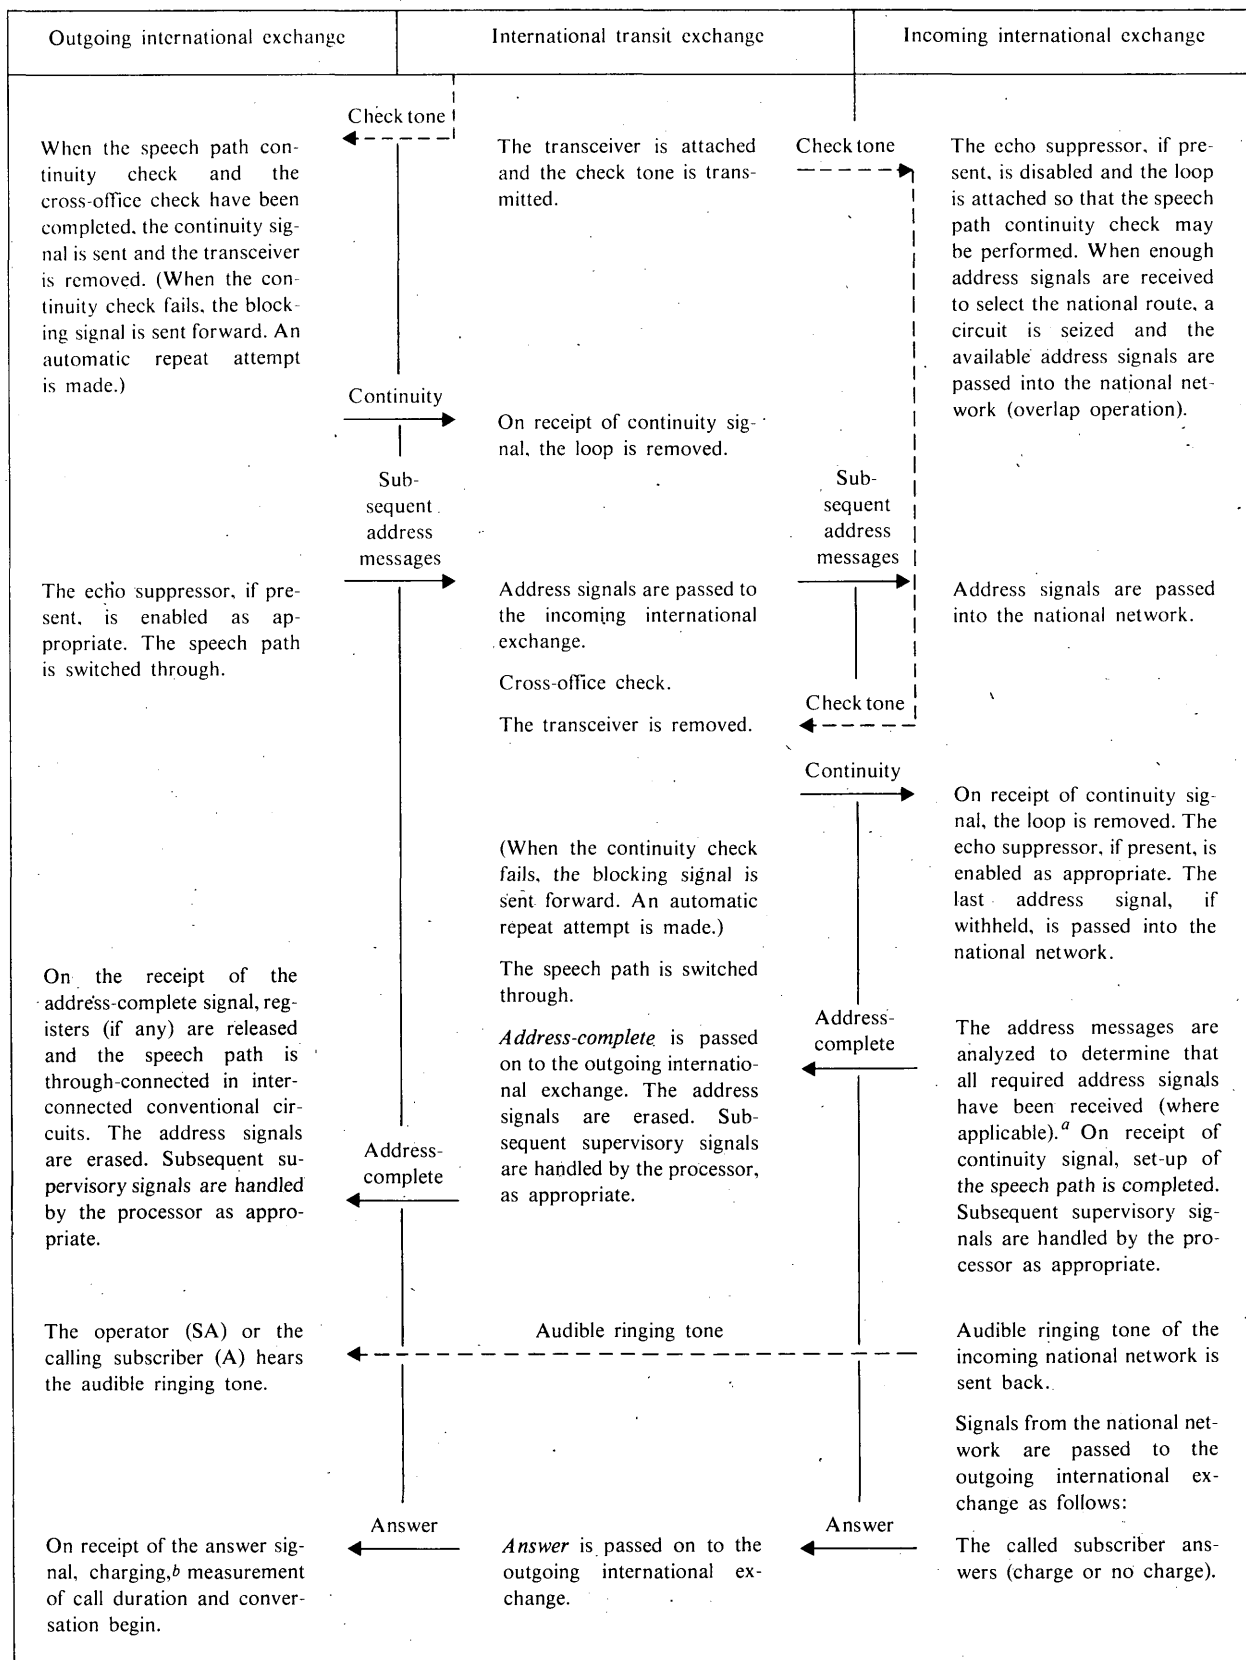 Outgoing international exchange
International transit exchange
Incoming international exchange
Check tone
When the speech path con-
tinuity check and the
cross-office check have been
completed, the continuity sig-
nal is sent and the transceiver
is removed. (When the con-
tinuity check fails, the block-
ing signal is sent forward. An
automatic repeat attempt
is made.)
The transceiver is attached
and the check tone is trans-
mitted.
Check tone
The echo suppressor, if pre-
sent, is disabled and the loop
is attached so that the speech
path continuity check may
be performed. When enough
address signals are received
to select the national route, a
circuit is seized and the
available address signals are
passed into the national net-
work (overlap operation).
Continuity
On receipt of continuity sig-
nal, the loop is removed.
Sub-
sequent
address
messages
Sub-
sequent
address
messages
The echo suppressor, if pre-
sent, is enabled as ap-
propriate. The speech path
is switched through.
Address signals are passed to
the incoming international
exchange.
Cross-office check.
The transceiver is removed.
Address signals are passed
into the national network.
Check tone
Continuity
On receipt of continuity sig-
nal, the loop is removed. The
echo suppressor, if present, is
enabled as appropriate. The
last address signal, if
withheld, is passed into the
national network.
(When the continuity check
fails, the blocking signal is
sent forward. An automatic
repeat attempt is made.)
The speech path is switched
through.
On the receipt of the
address-complete signal, reg-
isters (if any) are released
and the speech path is
through-connected in inter-
connected conventional cir-
cuits. The address signals
are erased. Subsequent su-
pervisory signals are handled
by the processor as appro-
priate.
Address-
complete
Address-complete is passed
on to the outgoing internatio-
nal exchange. The address
signals are erased. Sub-
sequent supervisory signals
are handled by the processor,
as appropriate.
Address-
complete
The address messages are
analyzed to determine that
all required address signals
have been received (where
applicable).a On receipt of
continuity signal, set-up of
the speech path is completed.
Subsequent supervisory sig-
nals are handled by the pro-
cessor as appropriate.
The operator (SA) or the
calling subscriber (A) hears
the audible ringing tone.
Audible ringing tone
Audible ringing tone of the
incoming national network is
sent back.
Signals from the national net-
work are passed to the
outgoing international ex-
change as follows:
On receipt of the answer sig-
nal, charging,b measurement
of call duration and conver-
sation begin.
Answer
Answer is passed on to the
outgoing international ex-
change.
Answer
The called subscriber ans-
wers (charge or no charge).